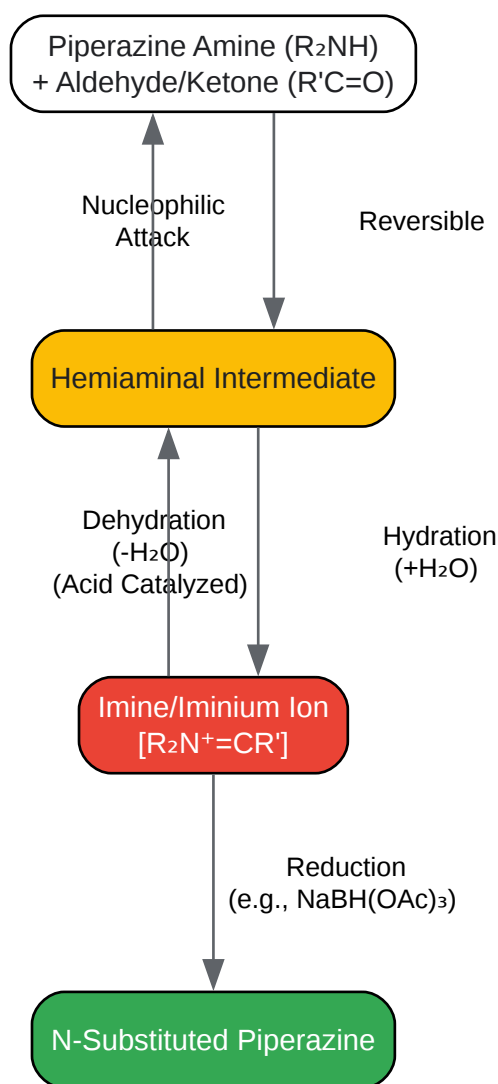 Piperazine Amine (R₂NH)
+ Aldehyde/Ketone (R'C=O)
Nucleophilic
Attack
Reversible
Hemiaminal Intermediate
Dehydration
(-H₂O)
(Acid Catalyzed)
Hydration
(+H₂O)
Imine/Iminium Ion
[R₂N⁺=CR']
Reduction
(e.g., NaBH(OAc)₃)
N-Substituted Piperazine